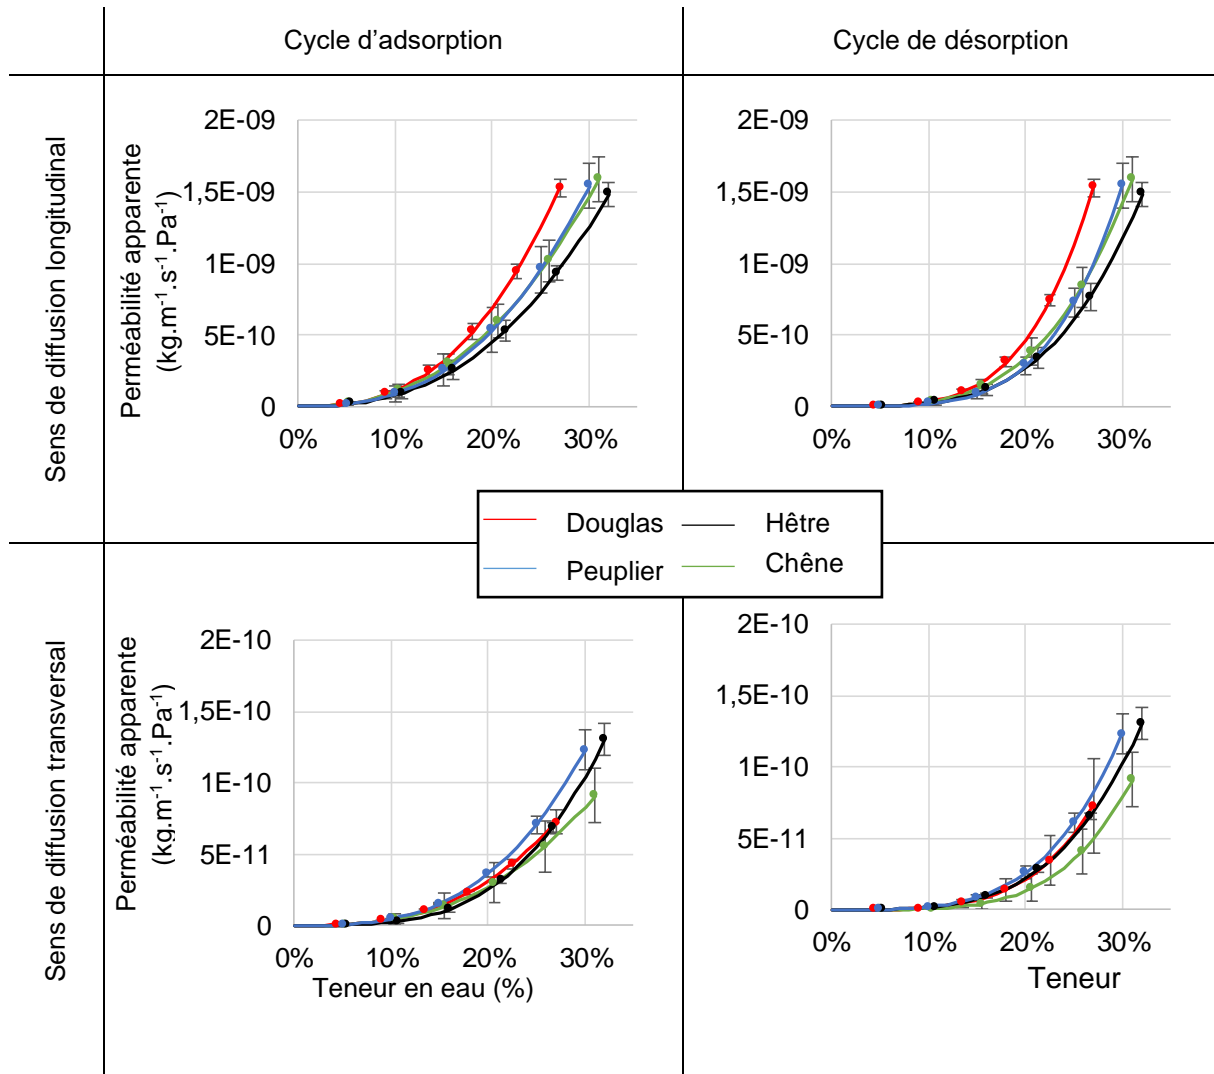 Cycle d'adsorption
Cycle de désorption
Sens de diffusion longitudinal
Perméabilité apparente
(kg.m-1.s-1.Pa-1)
2E-09
1,5E-09
1E-09
5E-10
0
0% 10% 20% 30%
2E-09
1,5E-09
1E-09
5E-10
0
0% 10% 20% 30%
Douglas Hêtre
Peuplier Chêne
Sens de diffusion transversal
Perméabilité apparente
(kg.m-1.s-1.Pa-1)
2E-10
1,5E-10
1E-10
5E-11
0
0% 10% 20% 30%
Teneur en eau (%)
2E-10
1,5E-10
1E-10
5E-11
0
0% 10% 20% 30%
Teneur